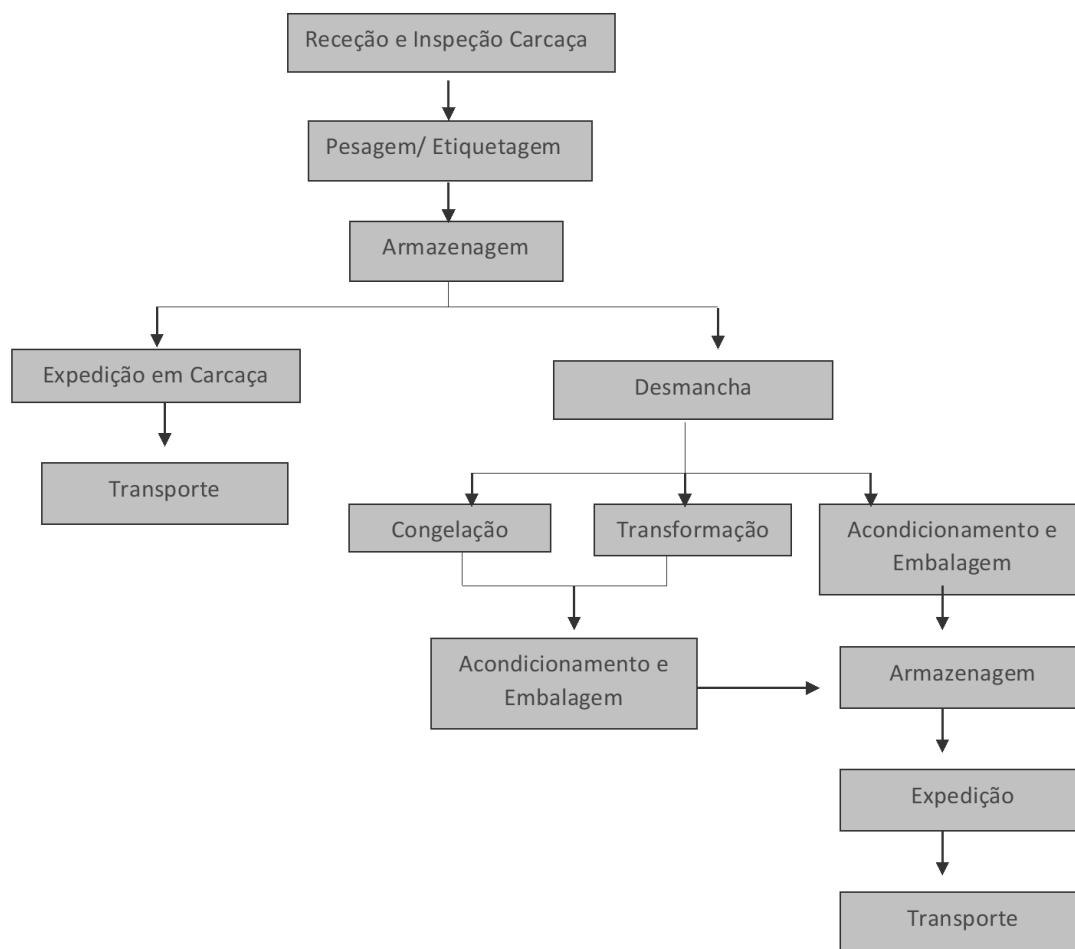 Receção e Inspeção Carcaça
Pesagem/ Etiquetagem
Armazenagem
Expedição em Carcaça
Desmancha
Transporte
Congelação
Transformação
Acondicionamento e
Embalagem
Acondicionamento e
Embalagem
Armazenagem
Expedição
Transporte